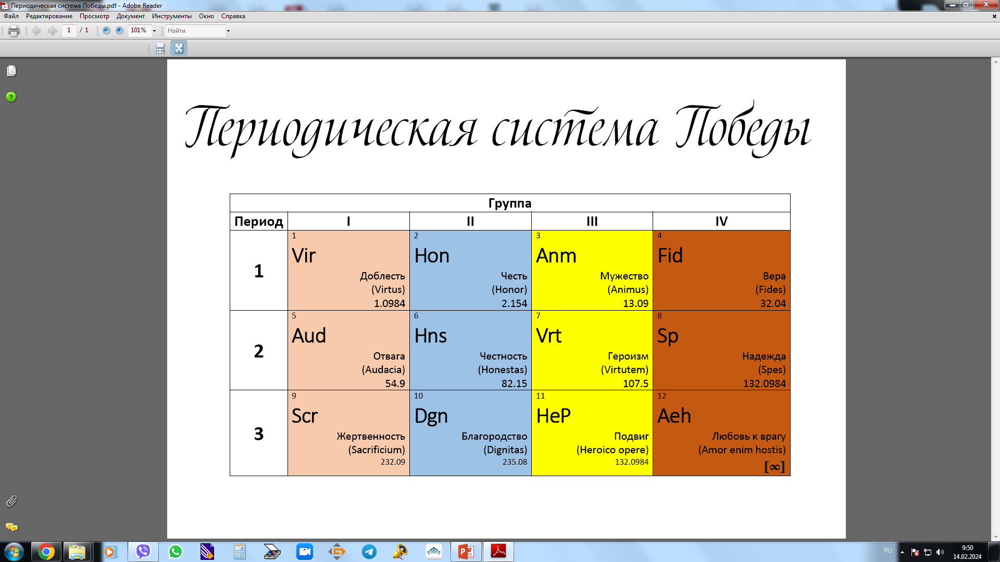 Периодическая система Победы.pdf - Adobe Reader
Файл Редактирование Просмотр Документ Инструменты Окно Справка
1 / 1 101% Найти
Периодическая система Победы
Группа
Период I II III IV
1
1
Vir
Доблесть
(Virtus)
1.0984
2
Hon
Честь
(Honor)
2.154
3
Anm
Мужество
(Animus)
13.09
4
Fid
Вера
(Fides)
32.04
2
5
Aud
Отвага
(Audacia)
54.9
6
Hns
Честность
(Honestas)
82.15
7
Vrt
Героизм
(Virtutem)
107.5
8
Sp
Надежда
(Spes)
132.0984
3
9
Scr
Жертвенность
(Sacrificium)
232.09
10
Dgn
Благородство
(Dignitas)
235.08
11
HeP
Подвиг
(Heroico opere)
132.0984
12
Aeh
Любовь к врагу
(Amor enim hostis)
[∞]
RU
9:50
14.02.2024